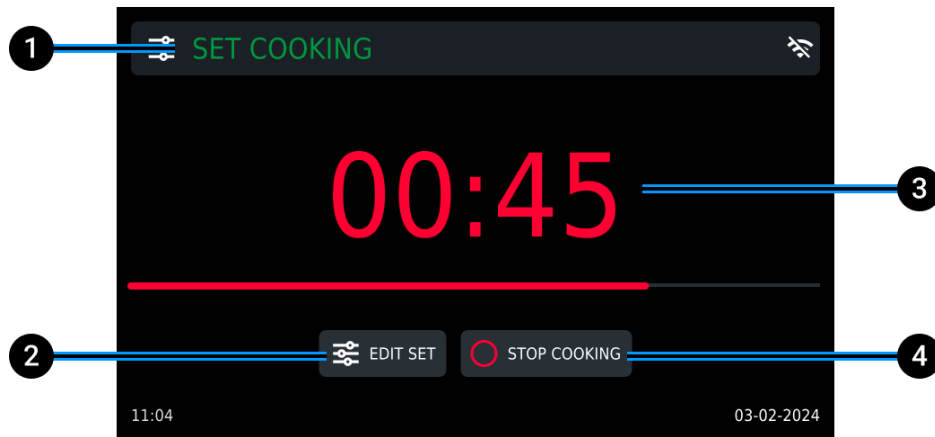 1
SET COOKING
00:45
3
2
EDIT SET
STOP COOKING
4
11:04
03-02-2024